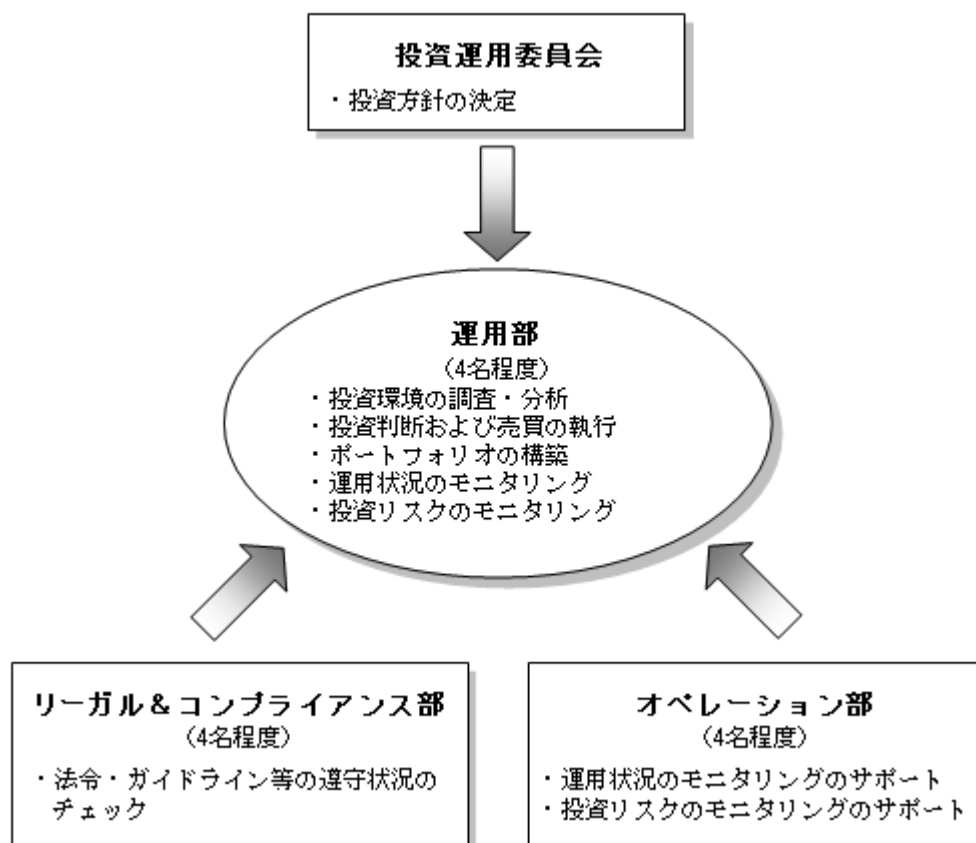 投資運用委員会
・投資方針の決定
運用部
(4名程度)
・投資環境の調査・分析
・投資判断および売買の執行
・ポートフォリオの構築
・運用状況のモニタリング
・投資リスクのモニタリング
リーガル&コンプライアンス部
(4名程度)
・法令・ガイドライン等の遵守状況の
チェック
オペレーション部
(4名程度)
・運用状況のモニタリングのサポート
・投資リスクのモニタリングのサポート